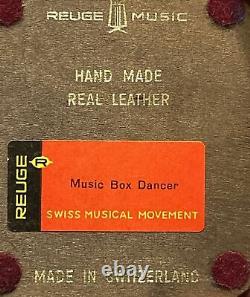 REUGE MUSIC
HAND MADE
REAL LEATHER
REUGE R
Music Box Dancer
SWISS MUSICAL MOVEMENT
MADE IN SWITZERLAND